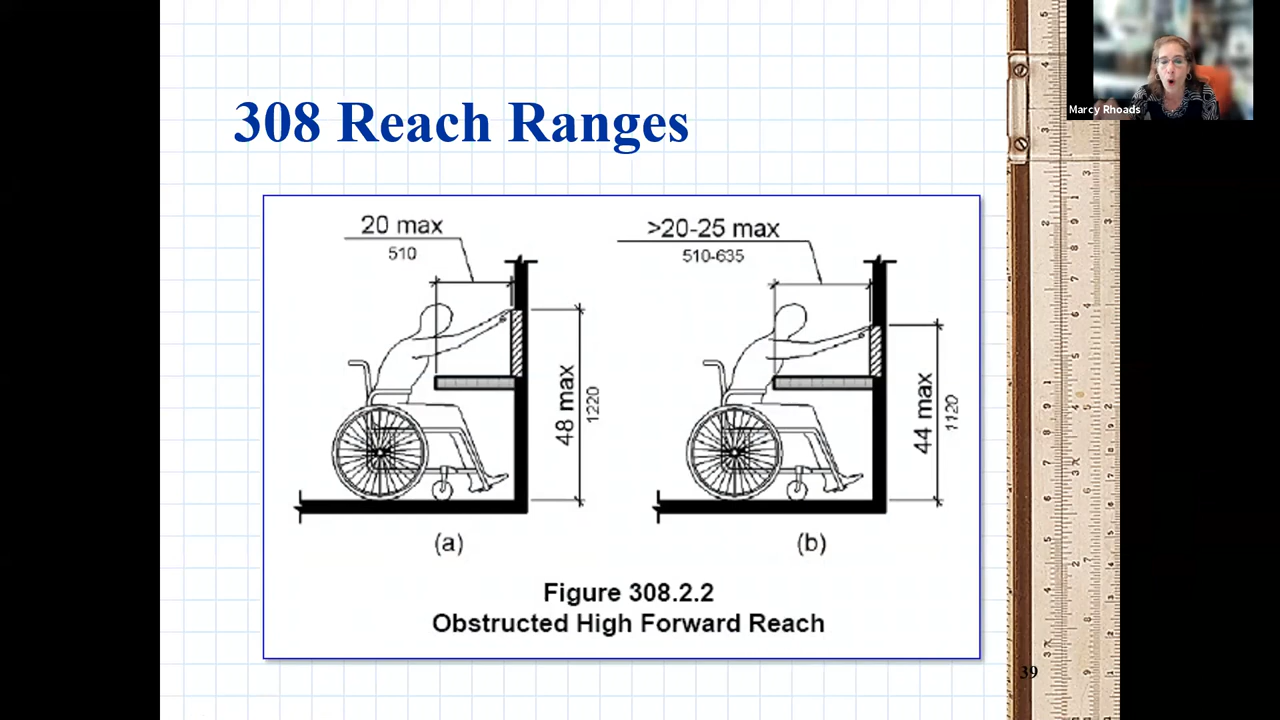 308 Reach Ranges
Marcy Rhoads
20 max
510
>20-25 max
510-635
48 max
1220
44 max
1120
(a)
(b)
Figure 308.2.2
Obstructed High Forward Reach
39